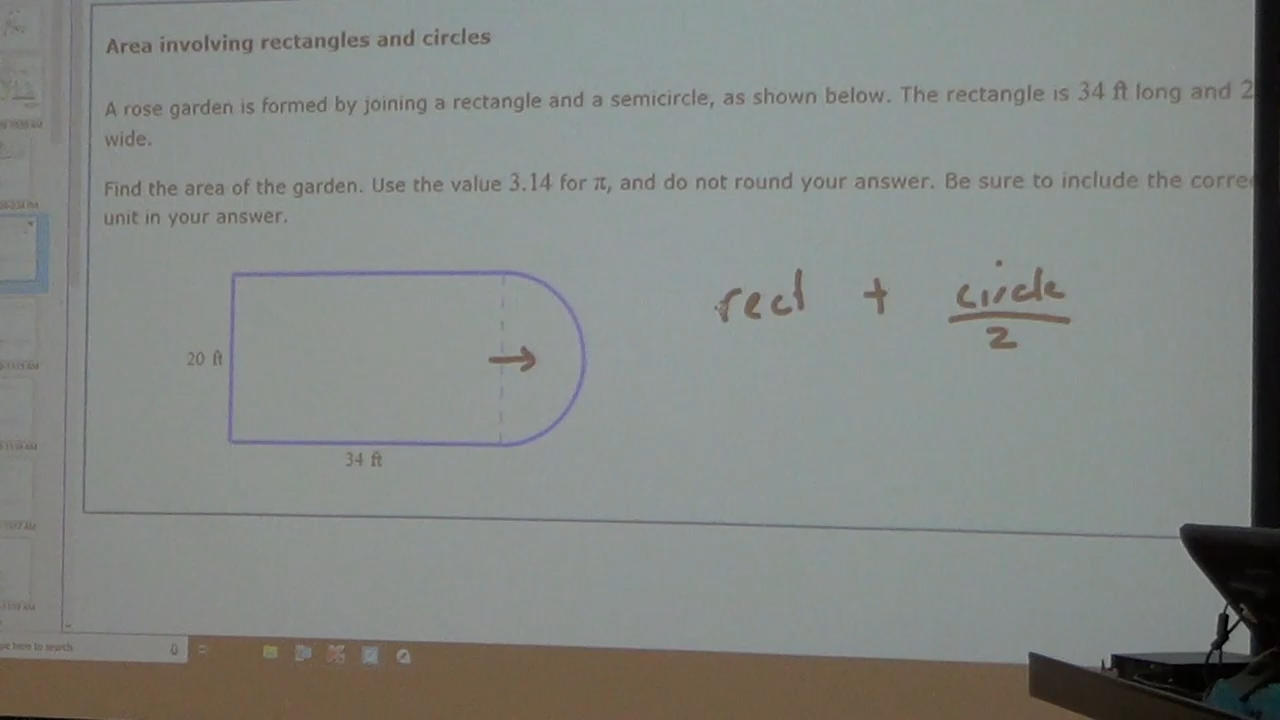 Area involving rectangles and circles
A rose garden is formed by joining a rectangle and a semicircle, as shown below. The rectangle is 34 ft long and 2
wide.
Find the area of the garden. Use the value 3.14 for π, and do not round your answer. Be sure to include the corre
unit in your answer.
rect + circle
2
20 ft
34 ft
here to search